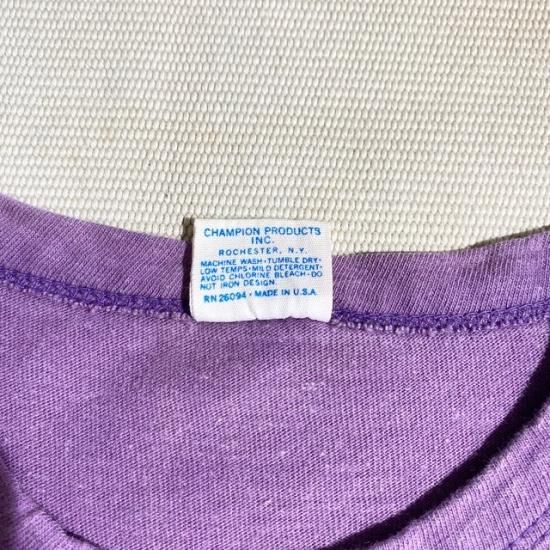 CHAMPION PRODUCTS
INC.
ROCHESTER, N.Y.
MACHINE WASH • TUMBLE DRY •
LOW TEMPS • MILD DETERGENT •
AVOID CHLORINE BLEACH • DO
NOT IRON DESIGN.
RN 26094 • MADE IN U.S.A.